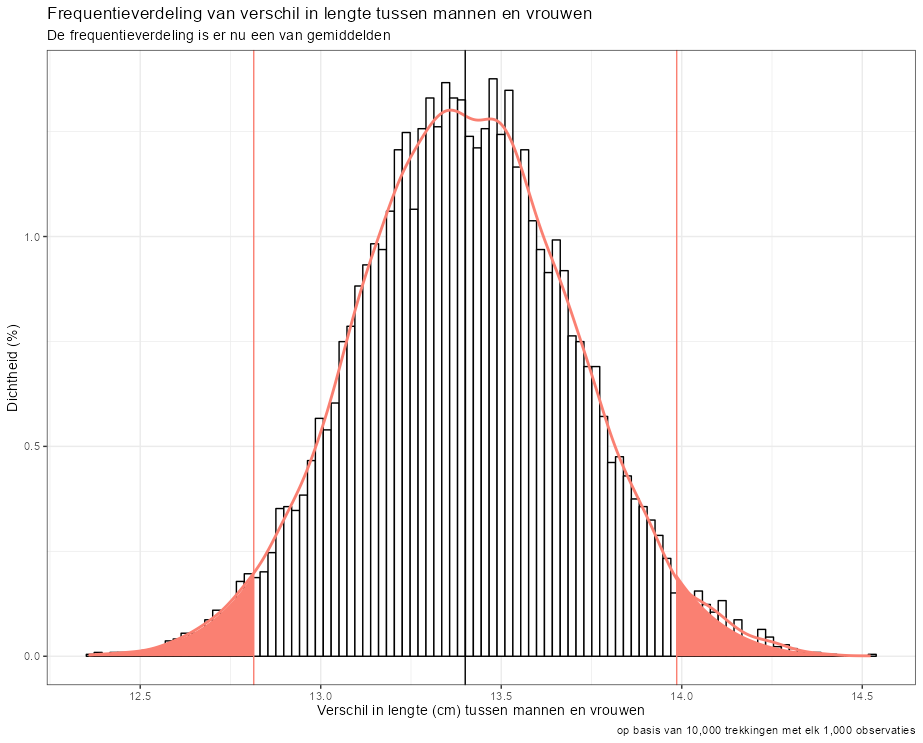 Frequentieverdeling van verschil in lengte tussen mannen en vrouwen
De frequentieverdeling is er nu een van gemiddelden
Dichtheid (%)
1.0
0.5
0.0
12.5 13.0 13.5 14.0 14.5
Verschil in lengte (cm) tussen mannen en vrouwen
op basis van 10,000 trekkingen met elk 1,000 observaties